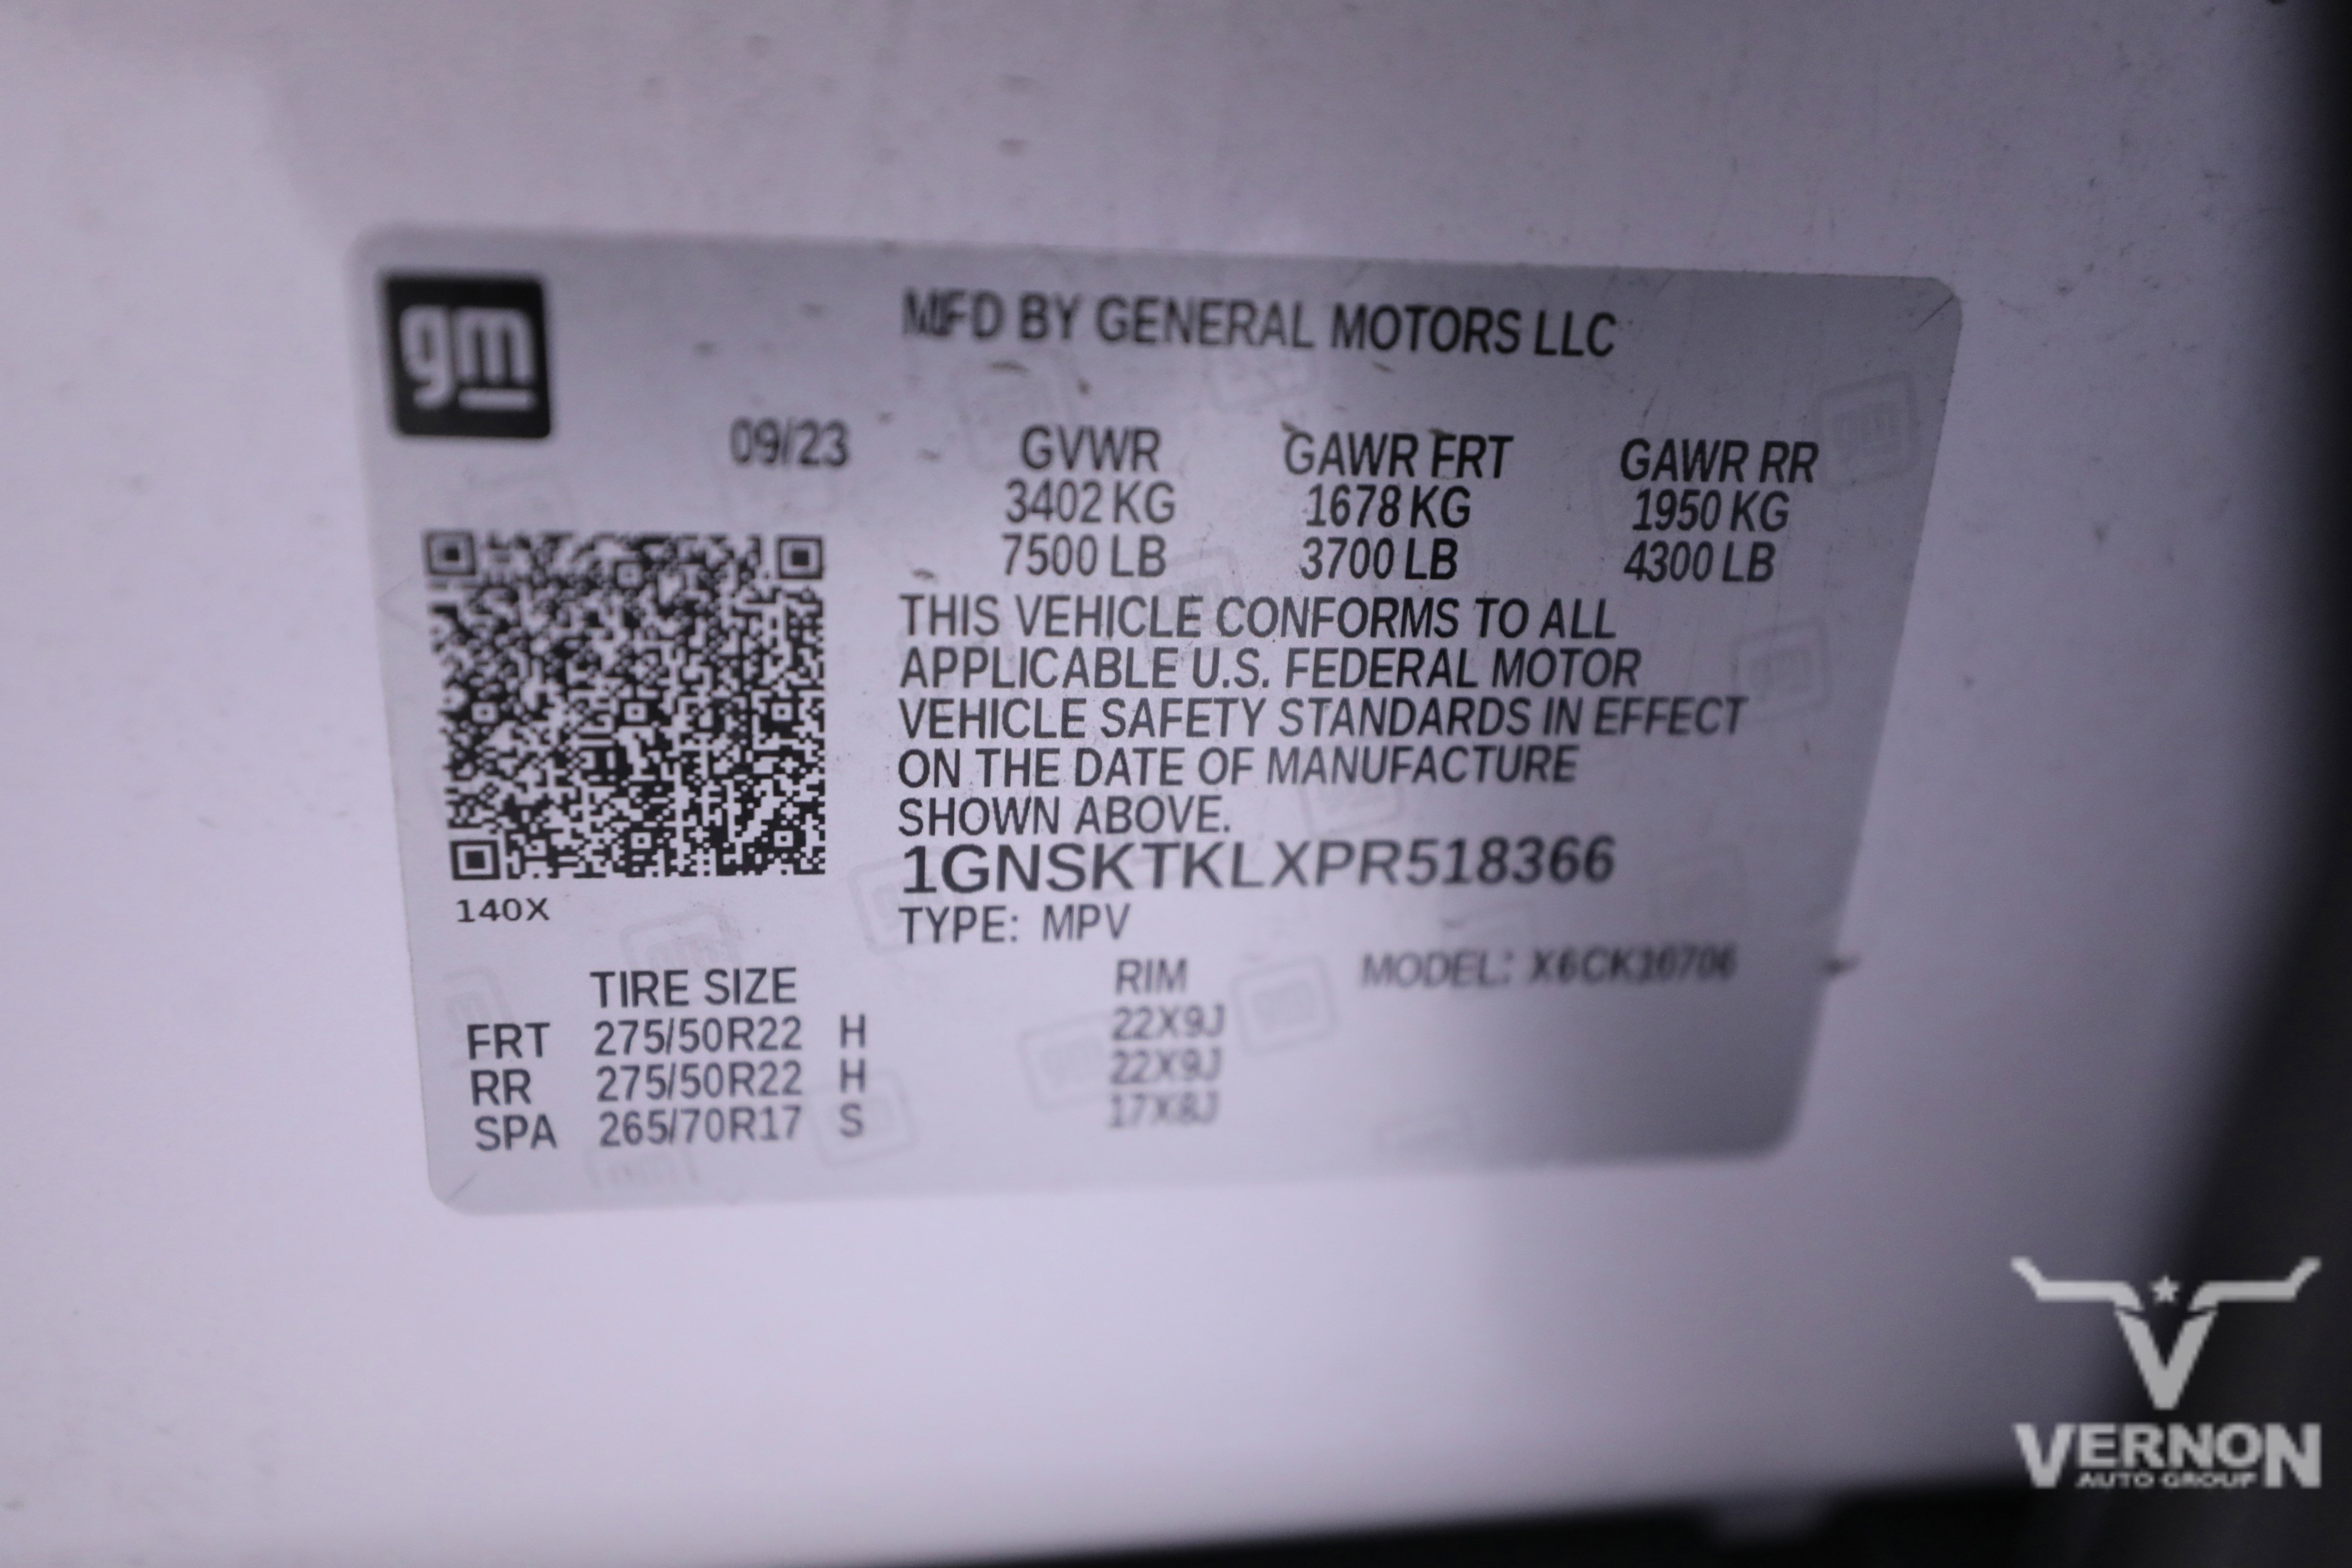 gm
MFD BY GENERAL MOTORS LLC
09/23 GVWR GAWR FRT GAWR RR
3402 KG 1678 KG 1950 KG
7500 LB 3700 LB 4300 LB
THIS VEHICLE CONFORMS TO ALL
APPLICABLE U.S. FEDERAL MOTOR
VEHICLE SAFETY STANDARDS IN EFFECT
ON THE DATE OF MANUFACTURE
SHOWN ABOVE.
1GNSKTKLXPR518366
140X
TYPE: MPV
TIRE SIZE RIM MODEL: X6CK10706
FRT 275/50R22 H 22X9J
RR 275/50R22 H 22X9J
SPA 265/70R17 S 17X8J
VERNON
AUTO GROUP